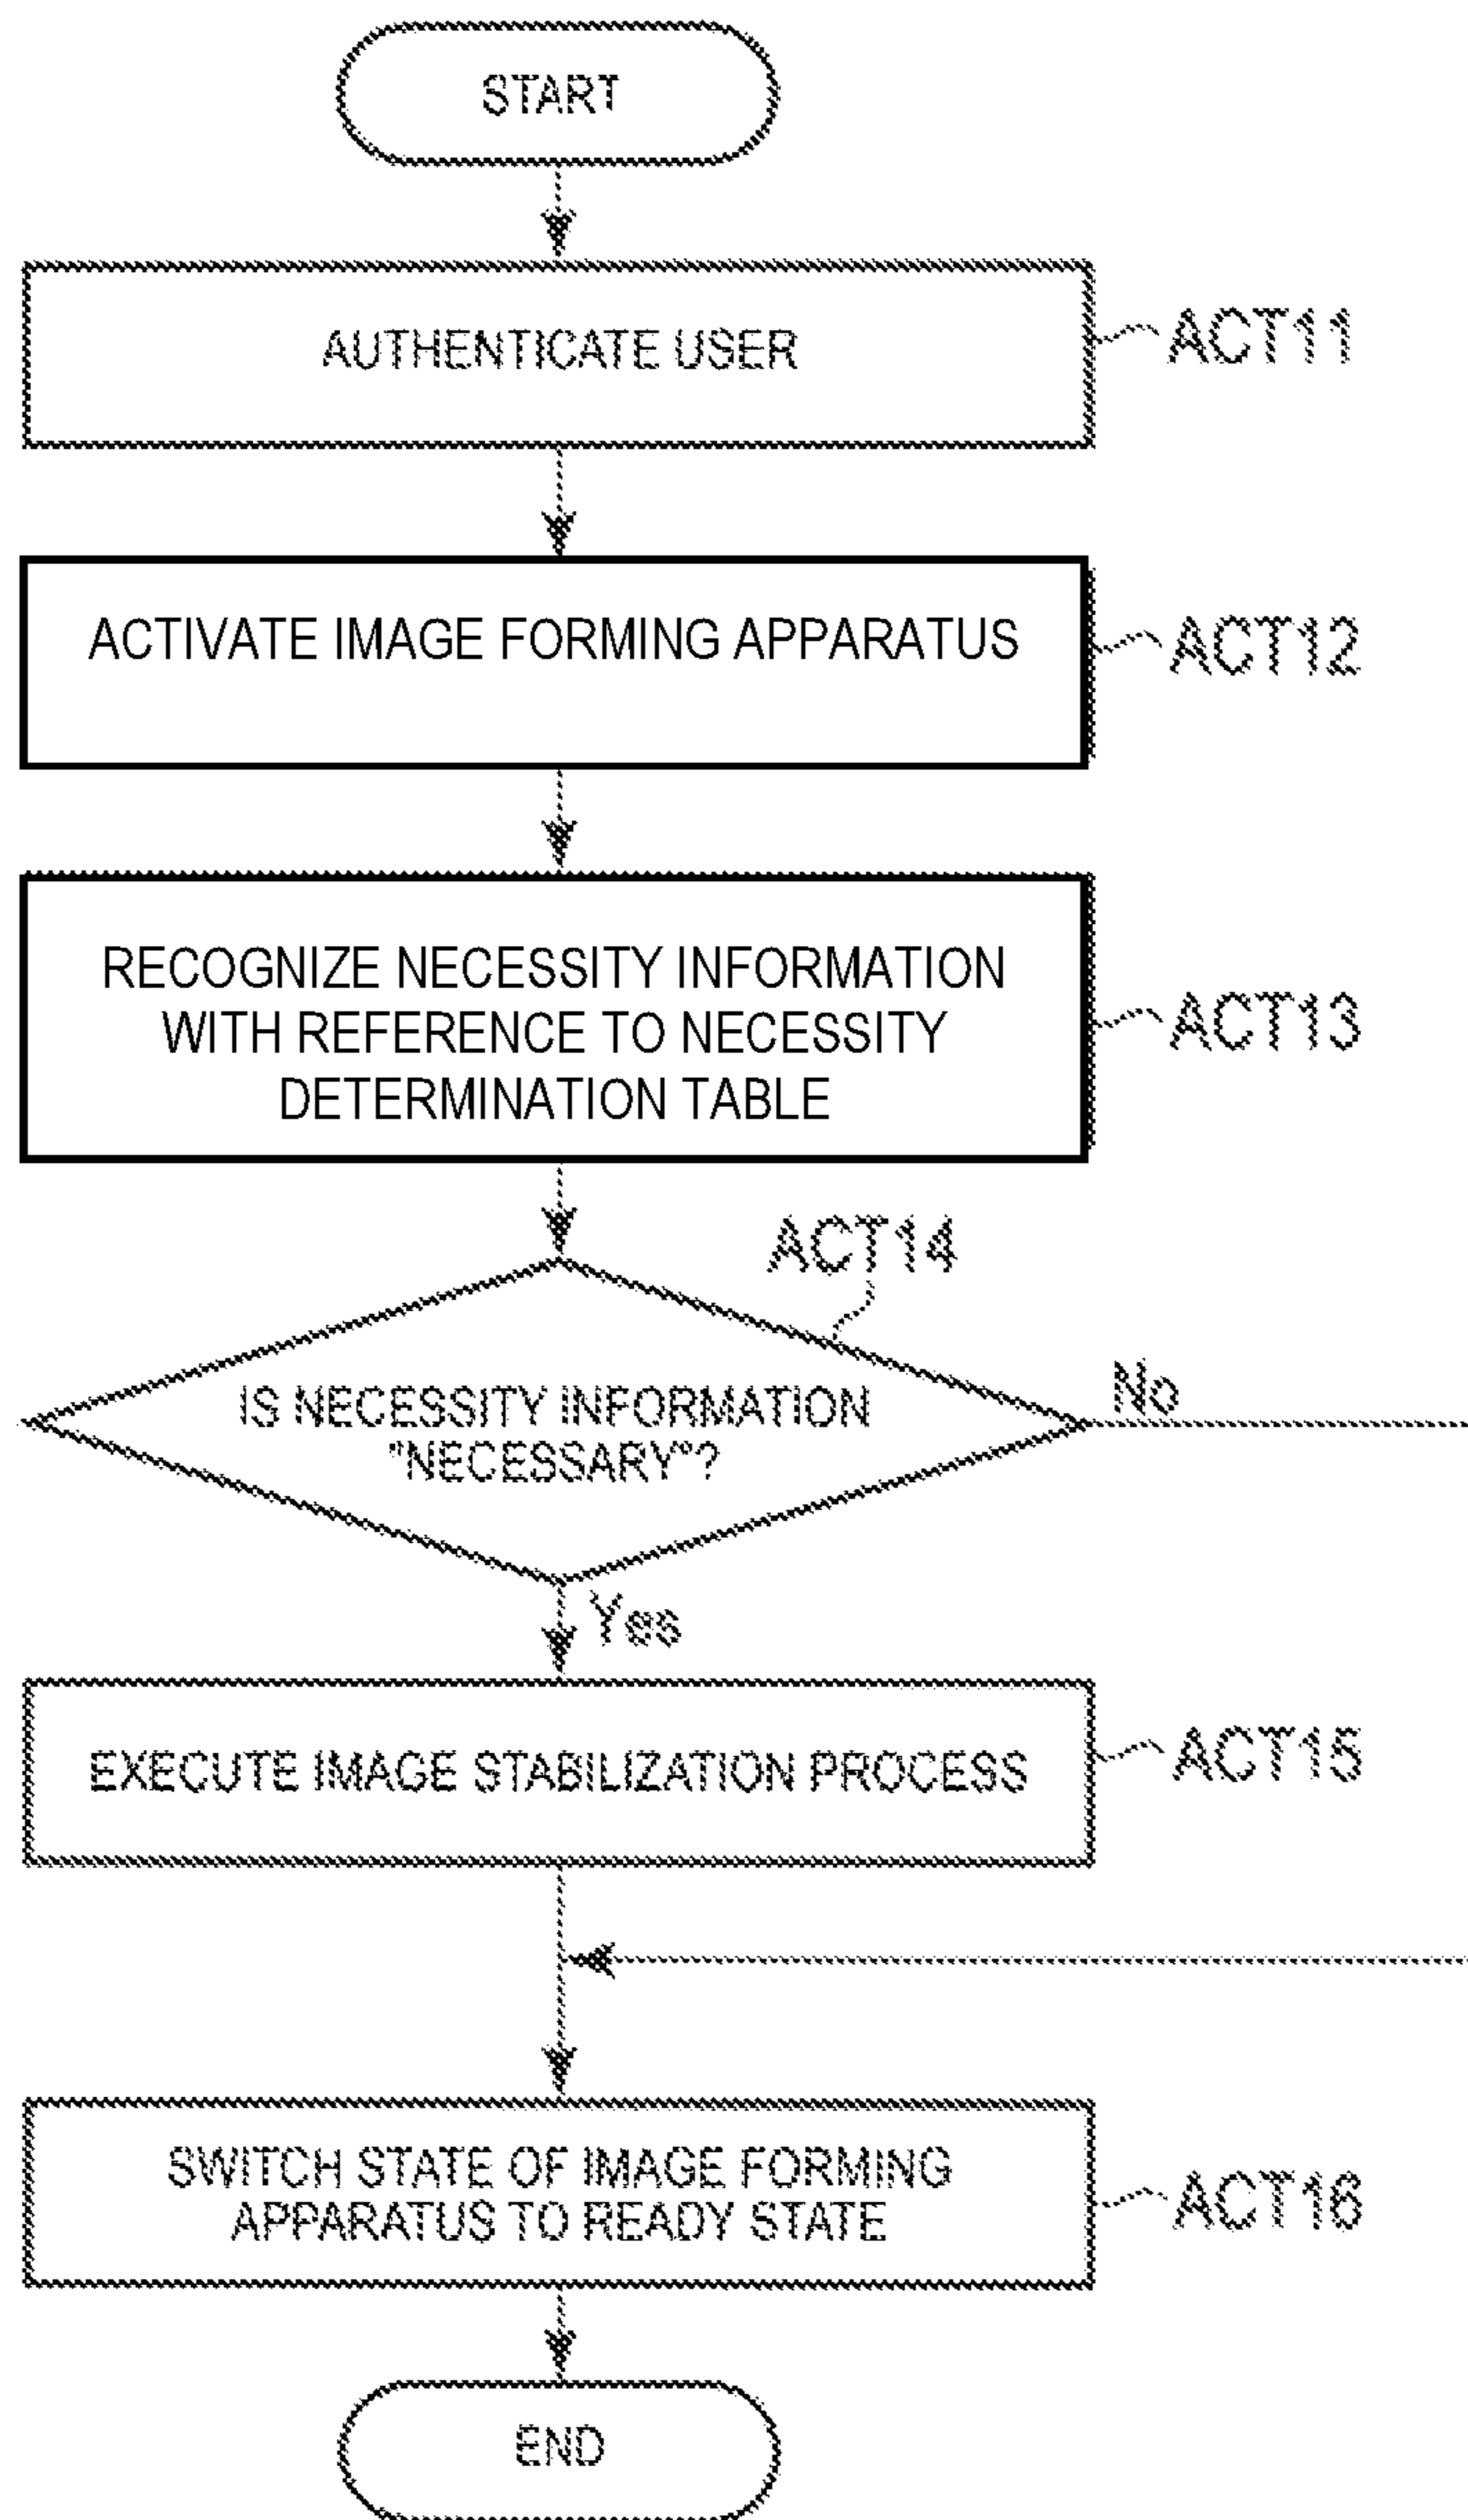 START
AUTHENTICATE USER
ACT11
ACTIVATE IMAGE FORMING APPARATUS
ACT12
RECOGNIZE NECESSITY INFORMATION
WITH REFERENCE TO NECESSITY
DETERMINATION TABLE
ACT13
ACT14
IS NECESSITY INFORMATION
"NECESSARY"?
No
Yes
EXECUTE IMAGE STABILIZATION PROCESS
ACT15
SWITCH STATE OF IMAGE FORMING
APPARATUS TO READY STATE
ACT16
END